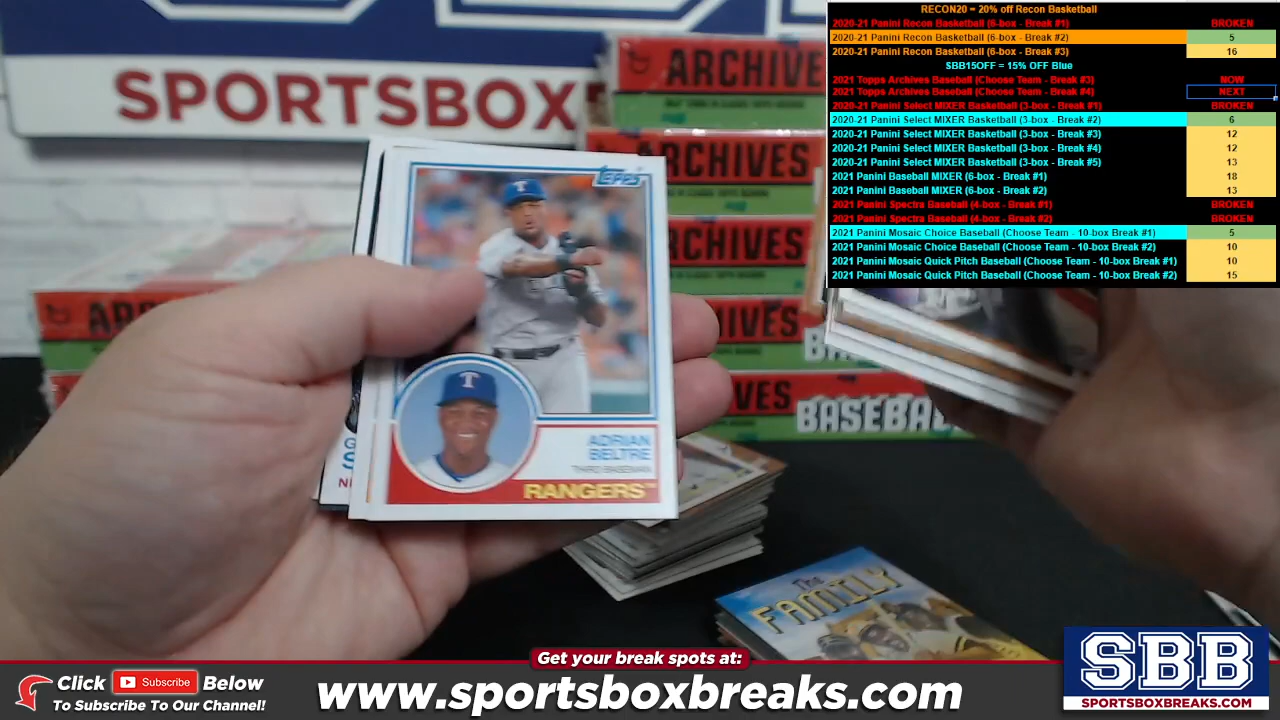 RECON20 = 20% off Recon Basketball
2020-21 Panini Recon Basketball (6-box - Break #1) BROKEN
2020-21 Panini Recon Basketball (6-box - Break #2) 5
2020-21 Panini Recon Basketball (6-box - Break #3) 16
SBB15OFF = 15% OFF Blue
2021 Topps Archives Baseball (Choose Team - Break #3) NOW
2021 Topps Archives Baseball (Choose Team - Break #4) NEXT
2020-21 Panini Select MIXER Basketball (3-box - Break #1) BROKEN
2020-21 Panini Select MIXER Basketball (3-box - Break #2) 6
2020-21 Panini Select MIXER Basketball (3-box - Break #3) 12
2020-21 Panini Select MIXER Basketball (3-box - Break #4) 12
2020-21 Panini Select MIXER Basketball (3-box - Break #5) 13
2021 Panini Baseball MIXER (6-box - Break #1) 18
2021 Panini Baseball MIXER (6-box - Break #2) 13
2021 Panini Spectra Baseball (4-box - Break #1) BROKEN
2021 Panini Spectra Baseball (4-box - Break #2) BROKEN
2021 Panini Mosaic Choice Baseball (Choose Team - 10-box Break #1) 5
2021 Panini Mosaic Choice Baseball (Choose Team - 10-box Break #2) 10
2021 Panini Mosaic Quick Pitch Baseball (Choose Team - 10-box Break #1) 10
2021 Panini Mosaic Quick Pitch Baseball (Choose Team - 10-box Break #2) 15
SPORTSBOX
ARCHIVE
ARCHIVES
ARCHIVES
HIVES
VES
BASEBA
AR
Topps
T
T
ADRIAN
BELTRE
THIRD BASEMAN
RANGERS™
The
FAMILY
Get your break spots at:
Click Subscribe Below
To Subscribe To Our Channel!
www.sportsboxbreaks.com
SBB
SPORTSBOXBREAKS.COM